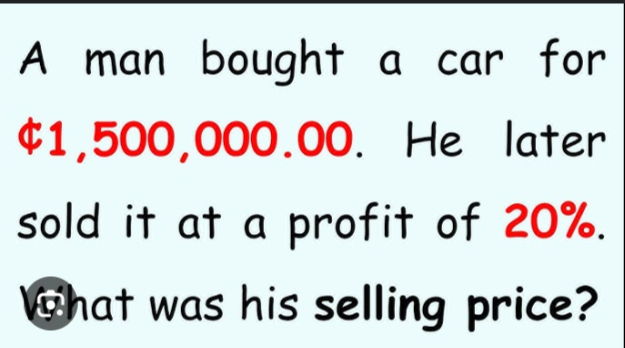 A man bought a car for
₵1,500,000.00. He later
sold it at a profit of 20%.
What was his selling price?